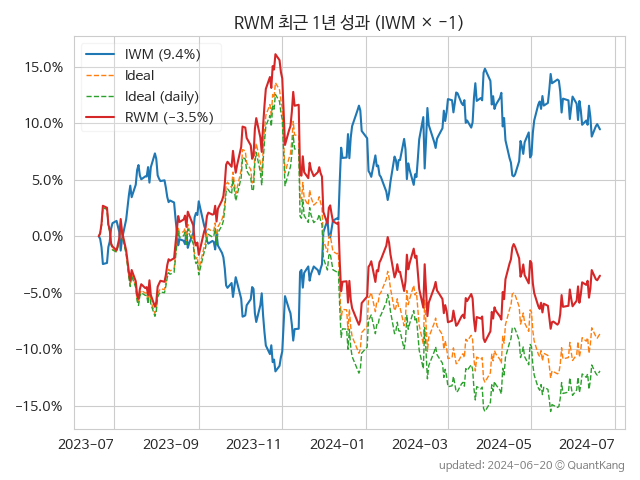 RWM 최근 1년 성과 (IWM × −1)
IWM (9.4%)
Ideal
Ideal (daily)
RWM (−3.5%)
15.0%
10.0%
5.0%
0.0%
−5.0%
−10.0%
−15.0%
2023-07
2023-09
2023-11
2024-01
2024-03
2024-05
2024-07
updated: 2024-06-20 © QuantKang